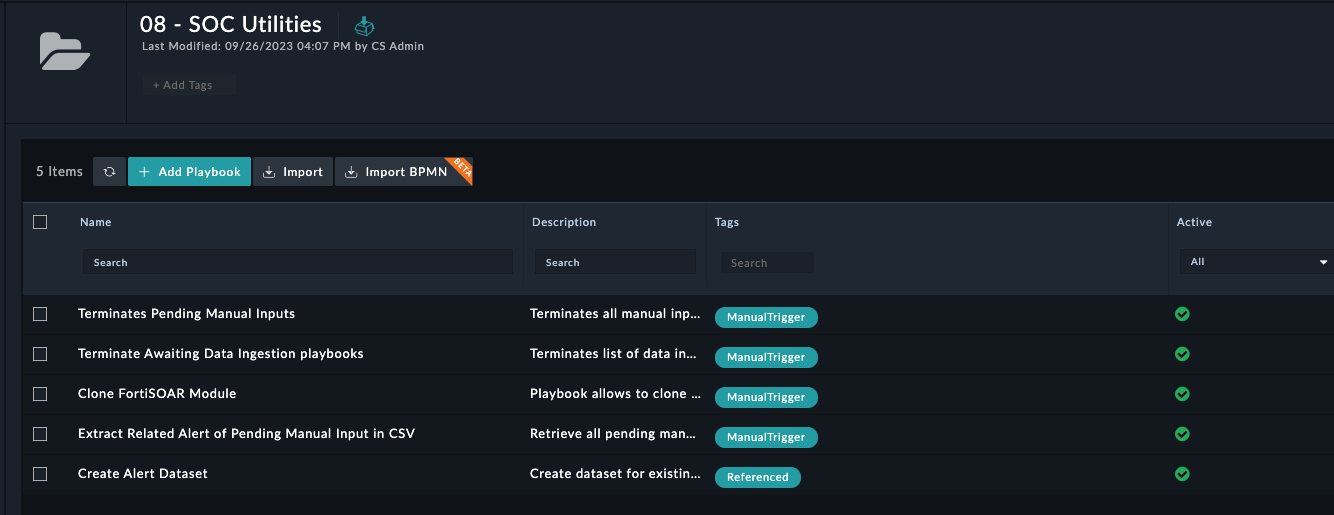 08 - SOC Utilities
Last Modified: 09/26/2023 04:07 PM by CS Admin
+ Add Tags
5 Items + Add Playbook Import Import BPMN BETA
Name Description Tags Active
Search Search Search All
Terminates Pending Manual Inputs Terminates all manual inp... ManualTrigger
Terminate Awaiting Data Ingestion playbooks Terminates list of data in... ManualTrigger
Clone FortiSOAR Module Playbook allows to clone ... ManualTrigger
Extract Related Alert of Pending Manual Input in CSV Retrieve all pending man... ManualTrigger
Create Alert Dataset Create dataset for existin... Referenced